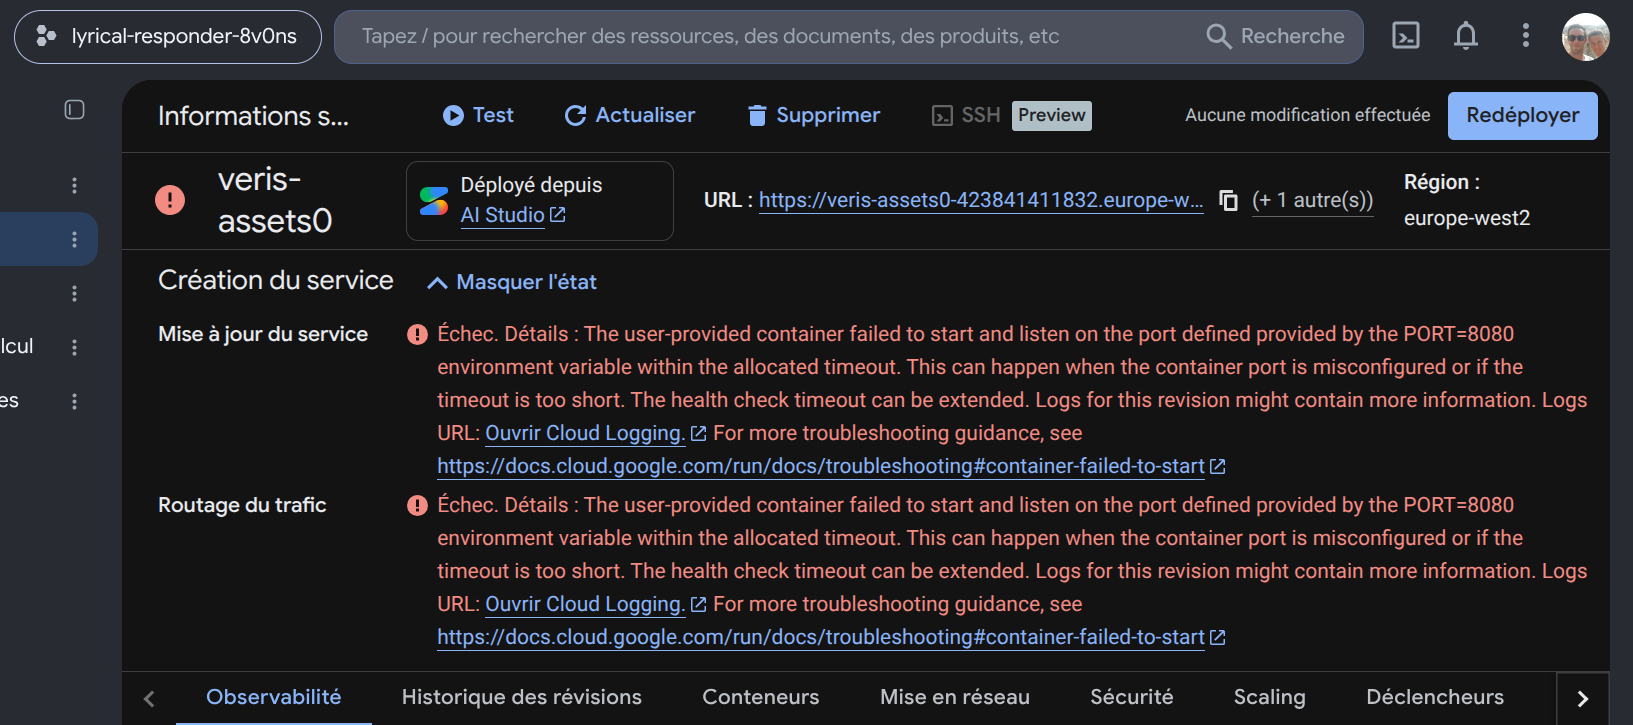 lyrical-responder-8v0ns
Tapez / pour rechercher des ressources, des documents, des produits, etc
Recherche
Informations s...
Test
Actualiser
Supprimer
SSH
Preview
Aucune modification effectuée
Redéployer
veris-
assets0
Déployé depuis
AI Studio
URL : https://veris-assets0-423841411832.europe-w...
(+ 1 autre(s))
Région :
europe-west2
Création du service
Masquer l'état
Mise à jour du service
Échec. Détails : The user-provided container failed to start and listen on the port defined provided by the PORT=8080
environment variable within the allocated timeout. This can happen when the container port is misconfigured or if the
timeout is too short. The health check timeout can be extended. Logs for this revision might contain more information. Logs
URL: Ouvrir Cloud Logging. For more troubleshooting guidance, see
https://docs.cloud.google.com/run/docs/troubleshooting#container-failed-to-start
lcul
es
Routage du trafic
Échec. Détails : The user-provided container failed to start and listen on the port defined provided by the PORT=8080
environment variable within the allocated timeout. This can happen when the container port is misconfigured or if the
timeout is too short. The health check timeout can be extended. Logs for this revision might contain more information. Logs
URL: Ouvrir Cloud Logging. For more troubleshooting guidance, see
https://docs.cloud.google.com/run/docs/troubleshooting#container-failed-to-start
Observabilité
Historique des révisions
Conteneurs
Mise en réseau
Sécurité
Scaling
Déclencheurs